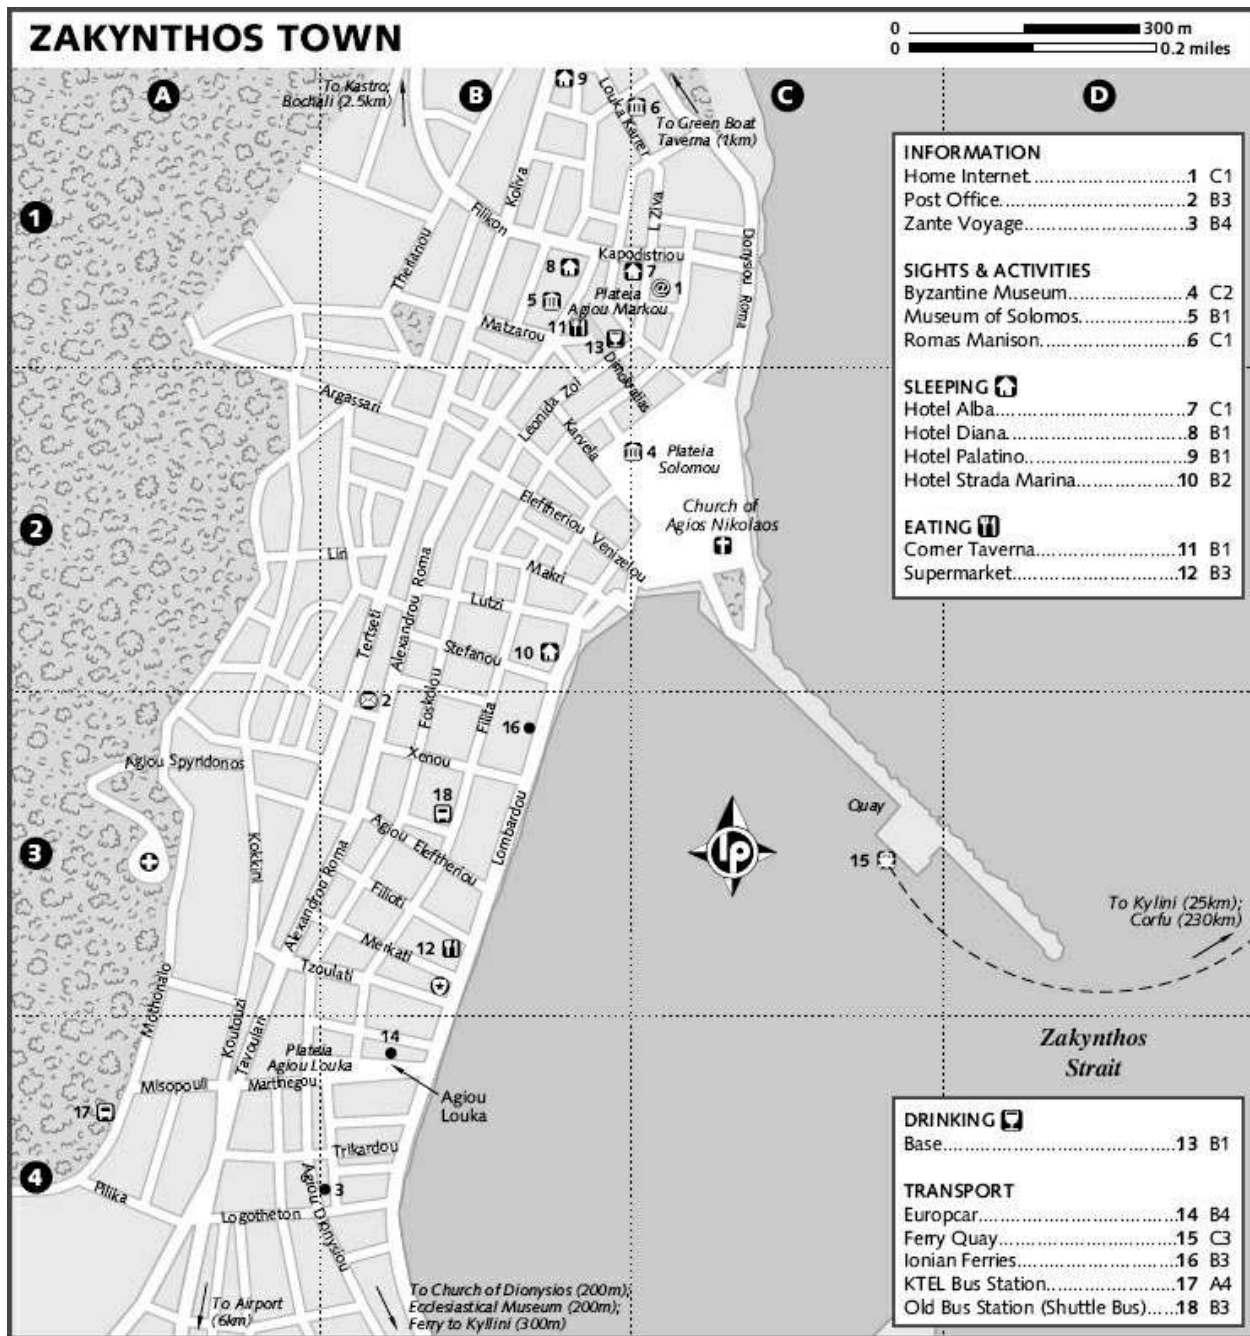 ZAKYNTHOS TOWN
0 300 m
0 0.2 miles
A
B
C
D
1
2
3
4
To Kastro;
Bochali (2.5km)
9
Louka Karrer
6
To Green Boat
Taverna (1km)
Koliva
Filikon
Therianou
L Ziva
Kapodistriou
Dionysiou Roma
8
7
5
1
Plateia
Agiou Markou
Matzarou
11
13
Dimokratias
Argassari
Leonida Zoi
Karvela
4
Plateia
Solomou
Church of
Agios Nikolaos
Eleftheriou Venizelou
Lin
Makri
Lutzi
Tertseti
Alexandrou Roma
Stefanou
10
2
Foskolou
Filita
16
Xenou
Agiou Spyridonos
18
Agiou Eleftheriou
Lombardou
Quay
15
Kokkini
Alexandrou Roma
Filioti
To Kylini (25km);
Corfu (230km)
Merkati
12
Tzoulati
Mothonaio
Koutouzi
Tavoulari
14
Plateia
Agiou Louka
Agiou
Louka
Zakynthos
Strait
Misopouli
Martinegou
17
Trikardou
Pilika
3
Agiou Dionysiou
Logotheton
To Airport
(6km)
To Church of Dionysios (200m);
Ecclesiastical Museum (200m);
Ferry to Kyllini (300m)
lp
INFORMATION
Home Internet..............................1 C1
Post Office..................................2 B3
Zante Voyage..............................3 B4
SIGHTS & ACTIVITIES
Byzantine Museum......................4 C2
Museum of Solomos....................5 B1
Romas Manison...........................6 C1
SLEEPING
Hotel Alba...................................7 C1
Hotel Diana.................................8 B1
Hotel Palatino..............................9 B1
Hotel Strada Marina...................10 B2
EATING
Corner Taverna..........................11 B1
Supermarket..............................12 B3
DRINKING
Base..........................................13 B1
TRANSPORT
Europcar....................................14 B4
Ferry Quay.................................15 C3
Ionian Ferries.............................16 B3
KTEL Bus Station........................17 A4
Old Bus Station (Shuttle Bus).....18 B3